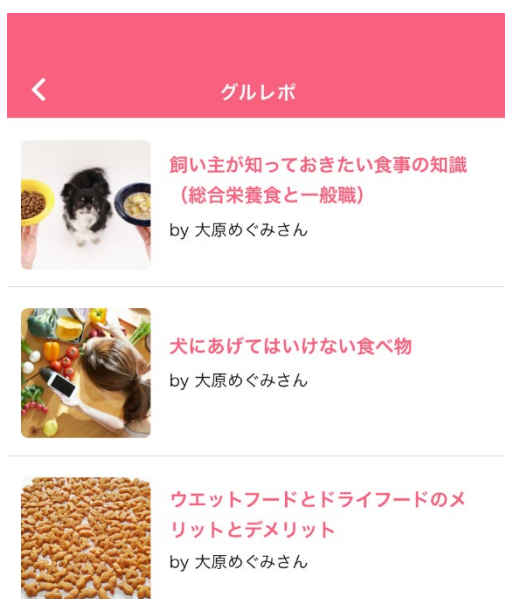 グルレポ
飼い主が知っておきたい食事の知識
（総合栄養食と一般職）
by 大原めぐみさん
犬にあげてはいけない食べ物
by 大原めぐみさん
ウエットフードとドライフードのメ
リットとデメリット
by 大原めぐみさん